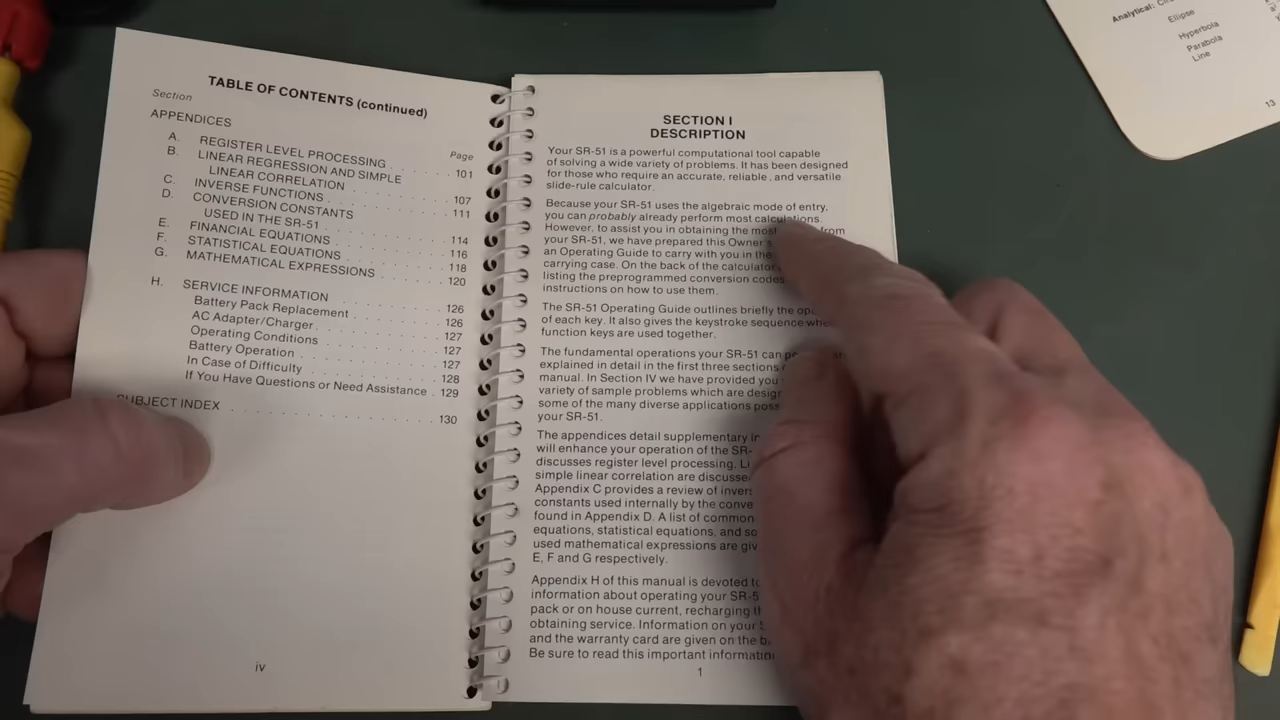 TABLE OF CONTENTS (continued)
Section
Page
APPENDICES
A. REGISTER LEVEL PROCESSING . . . . . 101
B. LINEAR REGRESSION AND SIMPLE
LINEAR CORRELATION . . . . . 107
C. INVERSE FUNCTIONS . . . . . 111
D. CONVERSION CONSTANTS
USED IN THE SR-51 . . . . . 114
E. FINANCIAL EQUATIONS . . . . . 116
F. STATISTICAL EQUATIONS . . . . . 118
G. MATHEMATICAL EXPRESSIONS . . . . . 120
H. SERVICE INFORMATION . . . . . 126
Battery Pack Replacement . . . . . 126
AC Adapter/Charger . . . . . 127
Operating Conditions . . . . . 127
Battery Operation . . . . . 127
In Case of Difficulty . . . . . 128
If You Have Questions or Need Assistance . 129
SUBJECT INDEX . . . . . 130
iv
SECTION I
DESCRIPTION
Your SR-51 is a powerful computational tool capable
of solving a wide variety of problems. It has been designed
for those who require an accurate, reliable, and versatile
slide-rule calculator.
Because your SR-51 uses the algebraic mode of entry,
you can probably already perform most calculations.
However, to assist you in obtaining the most from
your SR-51, we have prepared this Owner's
an Operating Guide to carry with you in the
carrying case. On the back of the calculator
listing the preprogrammed conversion codes
instructions on how to use them.
The SR-51 Operating Guide outlines briefly the
of each key. It also gives the keystroke sequence
function keys are used together.
The fundamental operations your SR-51 can
explained in detail in the first three sections
manual. In Section IV we have provided you
variety of sample problems which are
some of the many diverse applications
your SR-51.
The appendices detail supplementary
will enhance your operation of the
discusses register level processing.
simple linear correlation are
Appendix C provides a review of
constants used internally by the
found in Appendix D. A list of common
equations, statistical equations, and
used mathematical expressions are
E, F and G respectively.
Appendix H of this manual is devoted to
information about operating your
pack or on house current, recharging
obtaining service. Information on your
and the warranty card are given on the
Be sure to read this important information
1
Analytical:
Ellipse
Hyperbola
Parabola
Line
13